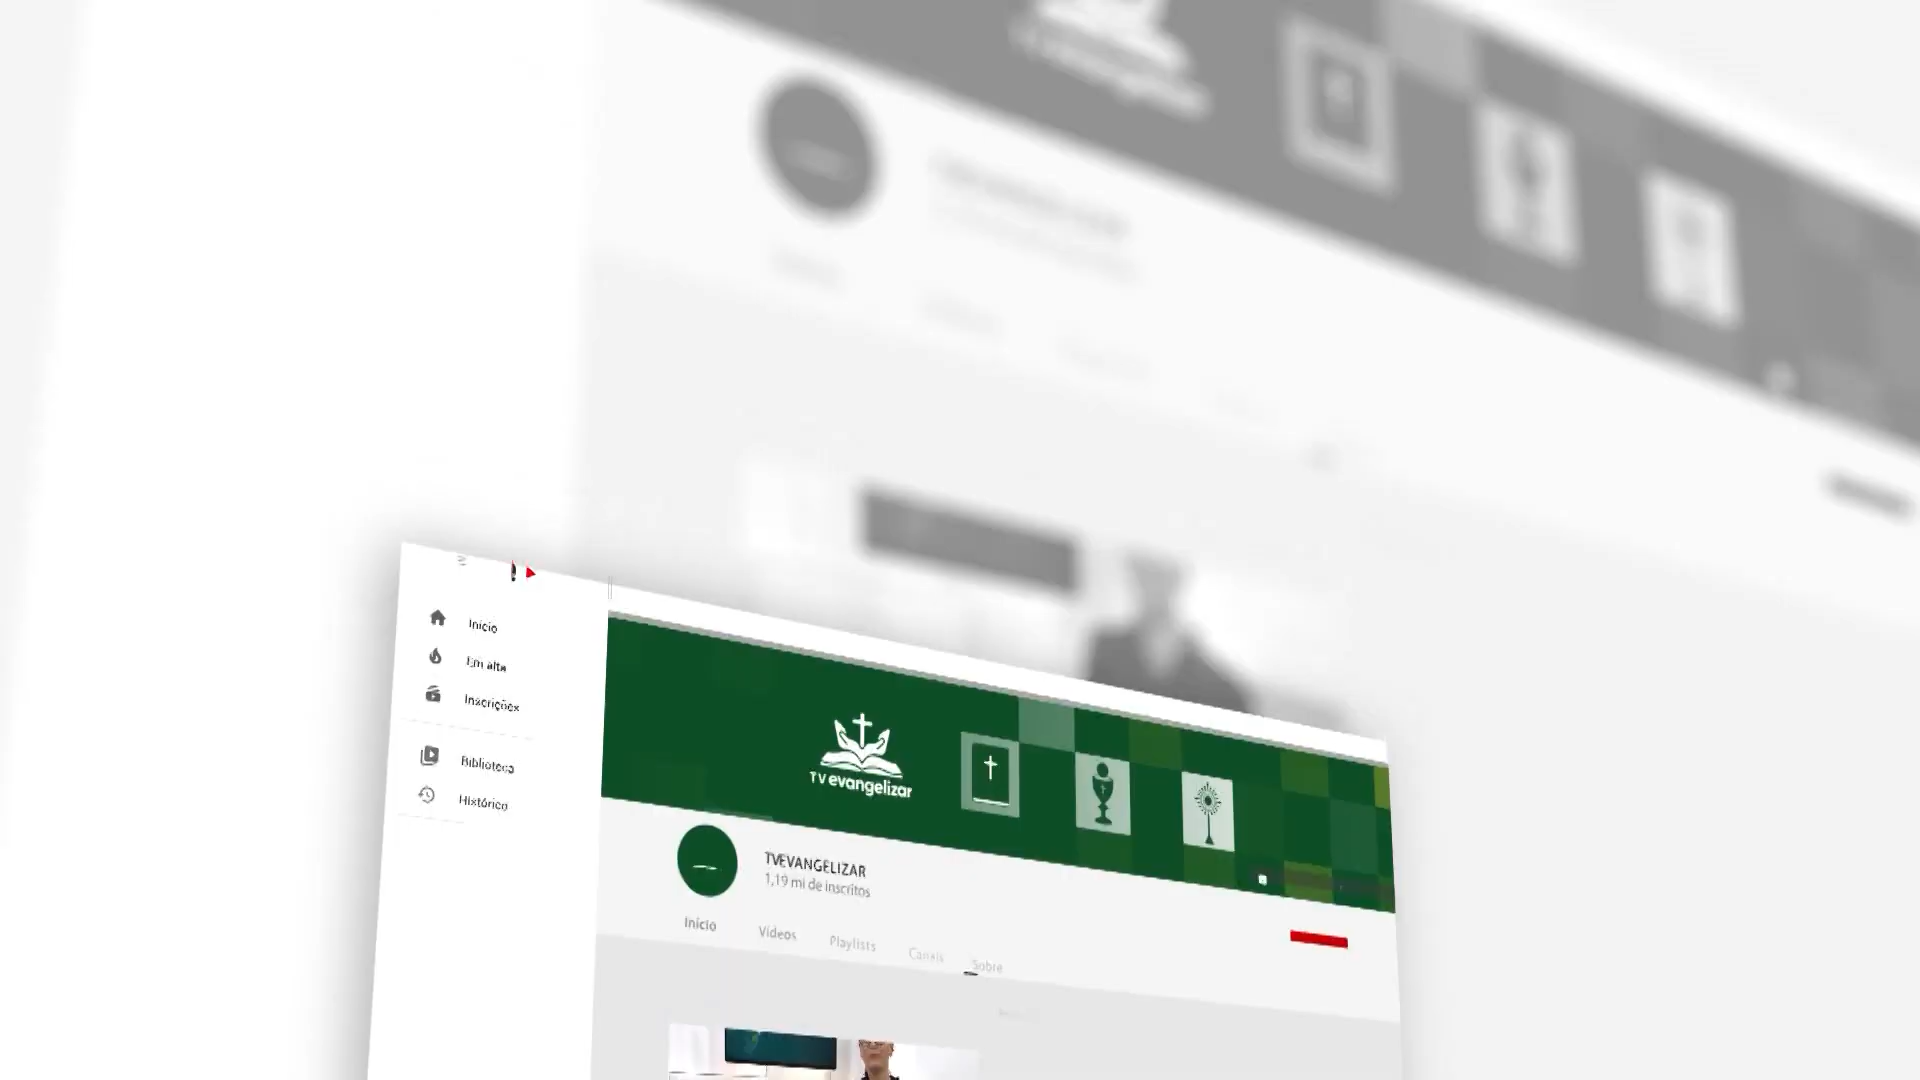 Início
Em alta
Inscrições
Biblioteca
Histórico
TV evangelizar
TVEVANGELIZAR
1,19 mi de inscritos
Início
Vídeos
Playlists
Canais
Sobre